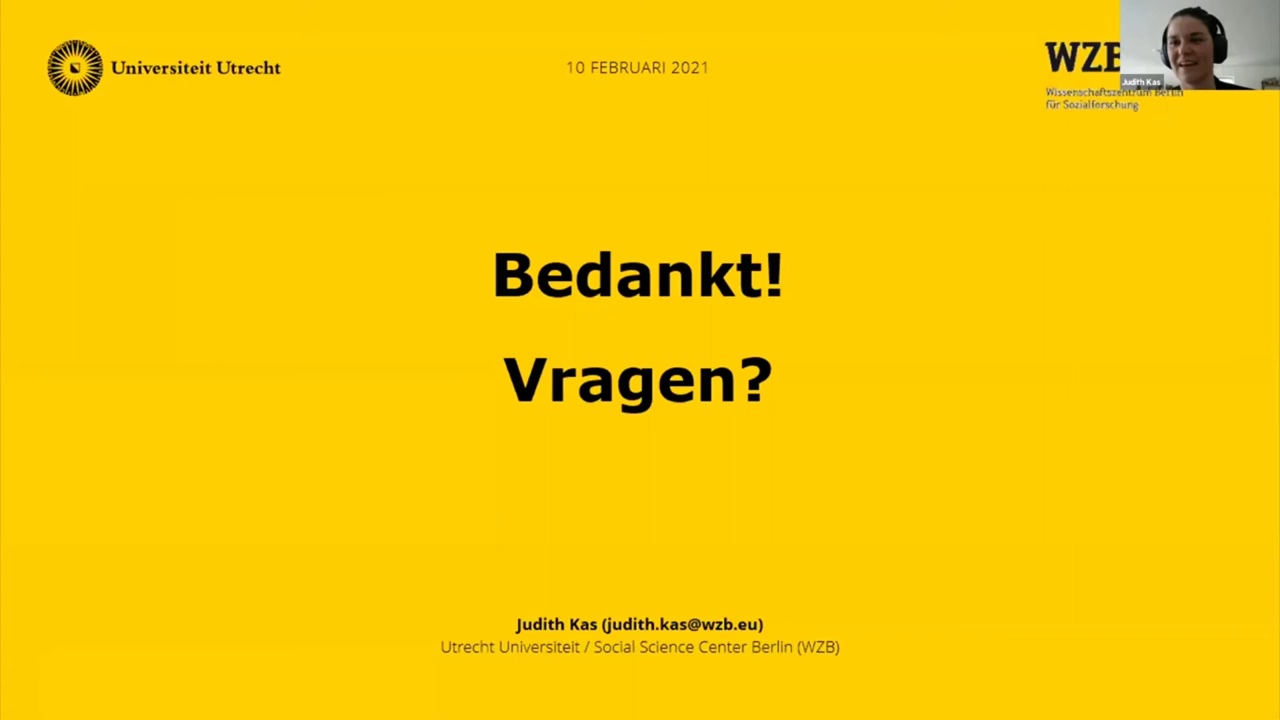 Universiteit Utrecht
10 FEBRUARI 2021
WZB
Judith Kas
Wissenschaftszentrum Berlin
für Sozialforschung
Bedankt!
Vragen?
Judith Kas (judith.kas@wzb.eu)
Utrecht Universiteit / Social Science Center Berlin (WZB)